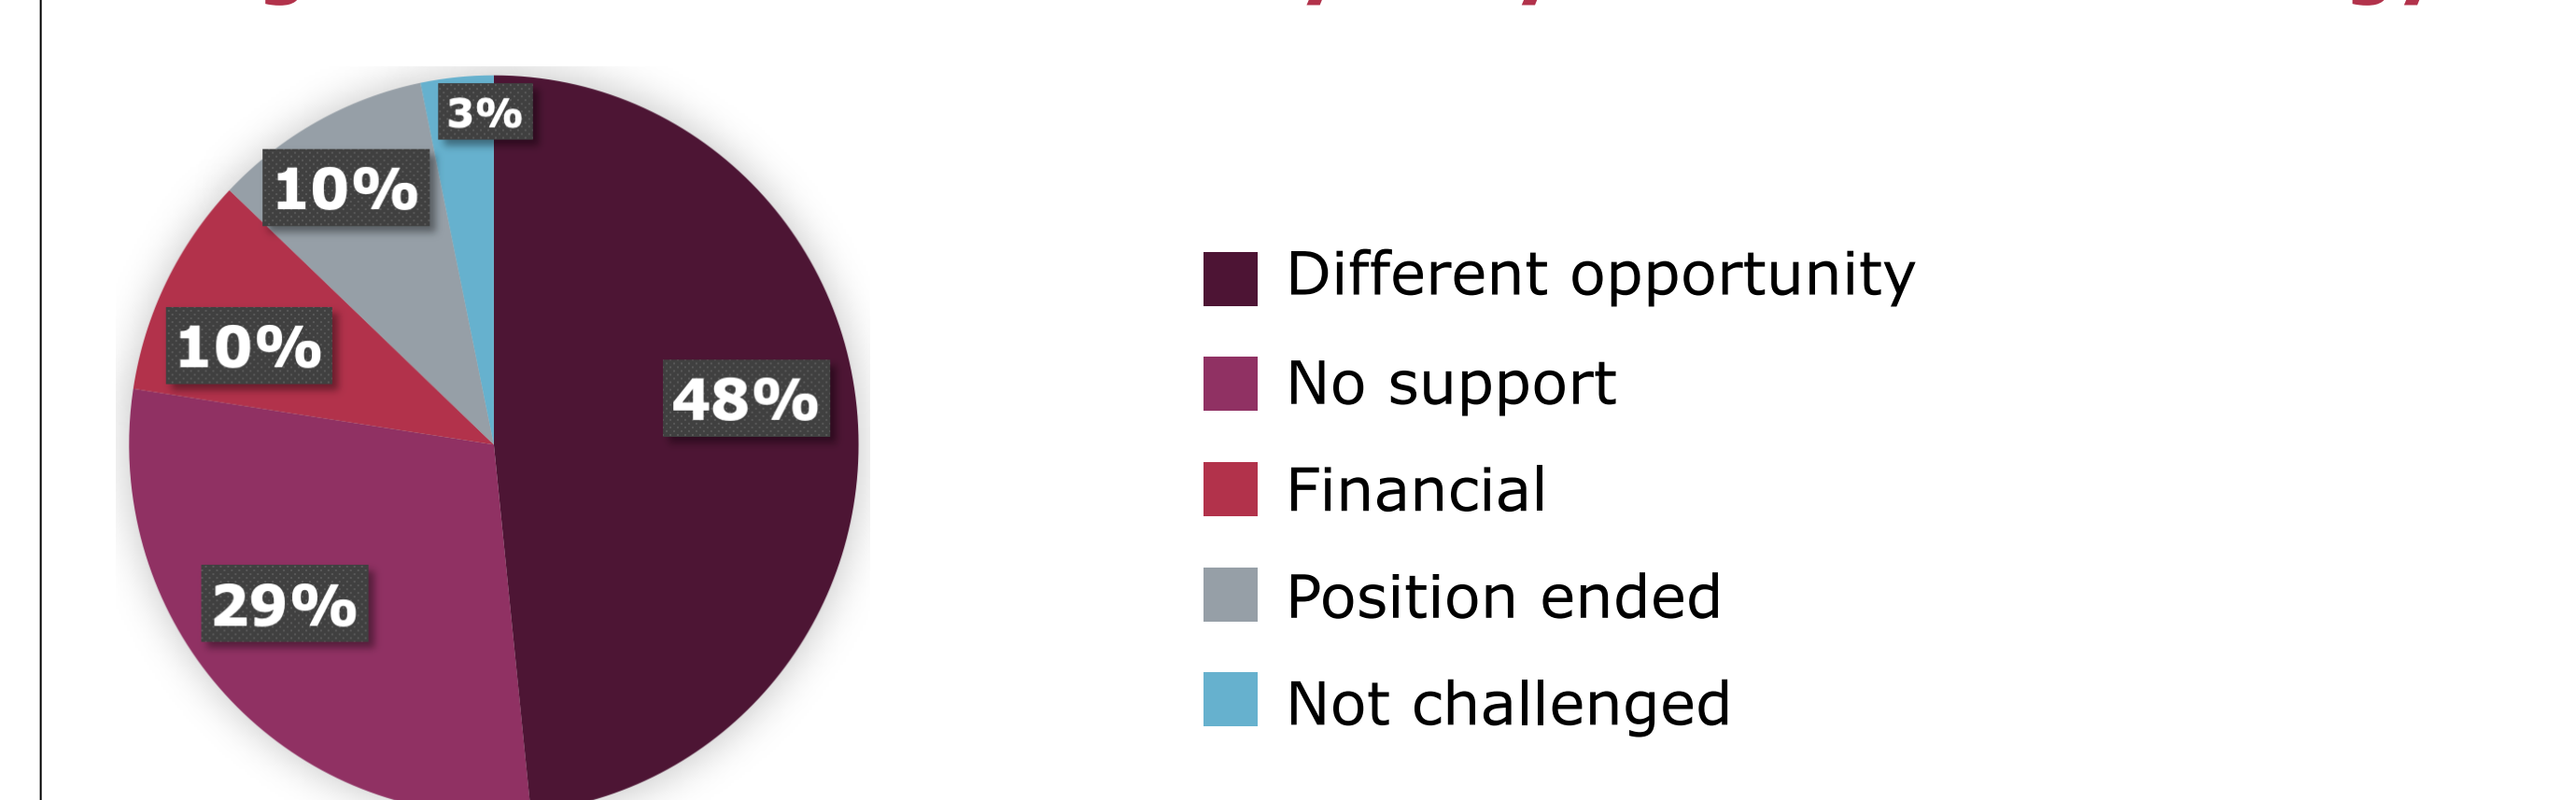 3%
10%
10%
48%
29%
Different opportunity
No support
Financial
Position ended
Not challenged